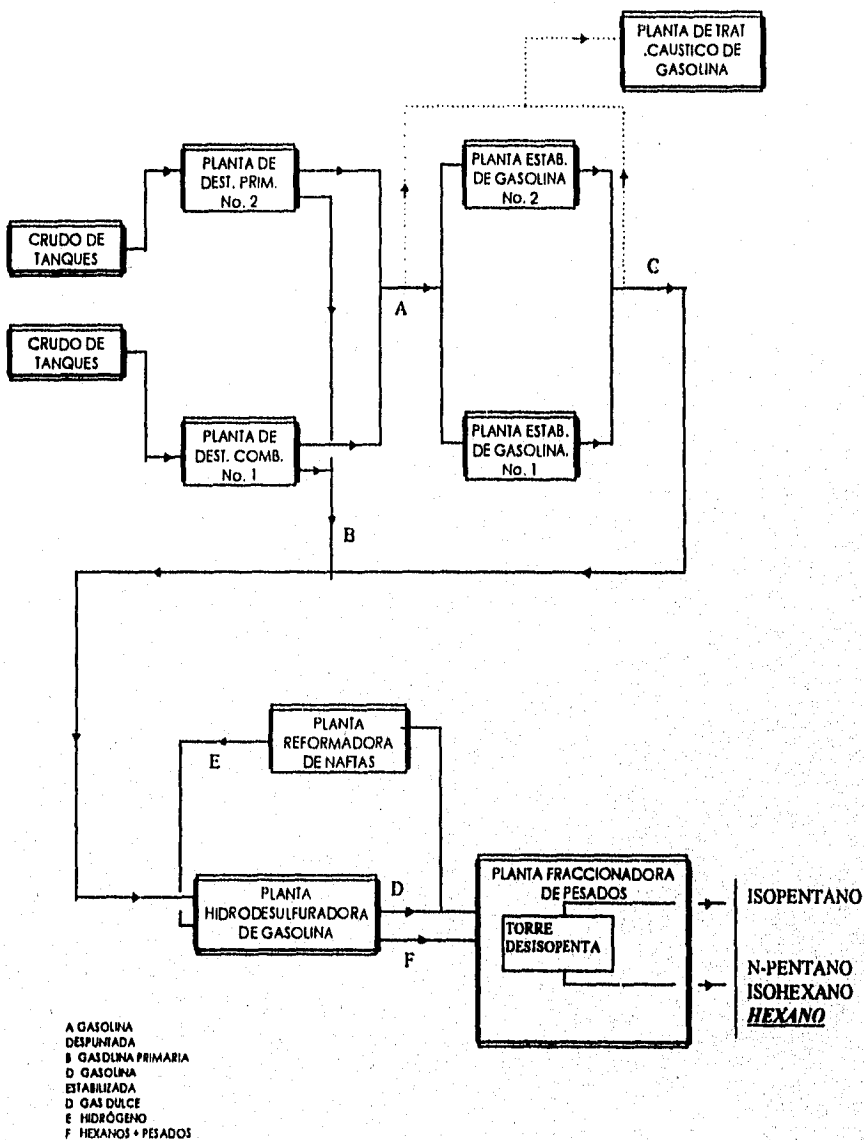 PLANTA DE TRAT
.CAUSTICO DE
GASOLINA
PLANTA DE
DEST. PRIM.
No. 2
PLANTA ESTAB.
DE GASOLINA
No. 2
CRUDO DE
TANQUES
A
C
CRUDO DE
TANQUES
PLANTA DE
DEST. COMB.
No. 1
PLANTA ESTAB.
DE GASOLINA.
No. 1
B
PLANTA
REFORMADORA
DE NAFTAS
E
PLANTA
HIDRODESULFURADORA
DE GASOLINA
D
F
PLANTA FRACCIONADORA
DE PESADOS
TORRE
DESISOPENTA
ISOPENTANO
N-PENTANO
ISOHEXANO
HEXANO
A GASOLINA
DESPUNTADA
B GASOLINA PRIMARIA
D GASOLINA
ESTABILIZADA
D GAS DULCE
E HIDRÓGENO
F HEXANOS + PESADOS